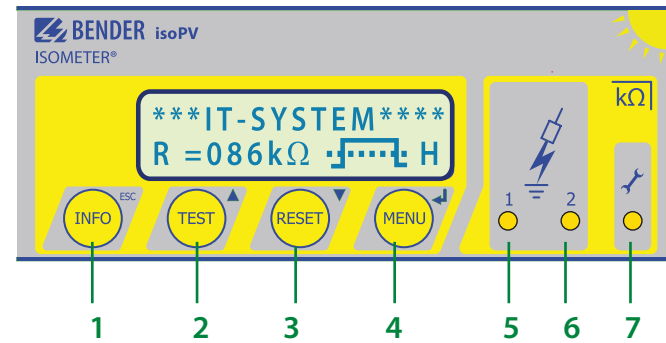 BENDER isoPV
ISOMETER®
kΩ
***IT-SYSTEM****
R =086kΩ H
ESC
INFO TEST RESET MENU
1 2
1 2 3 4 5 6 7